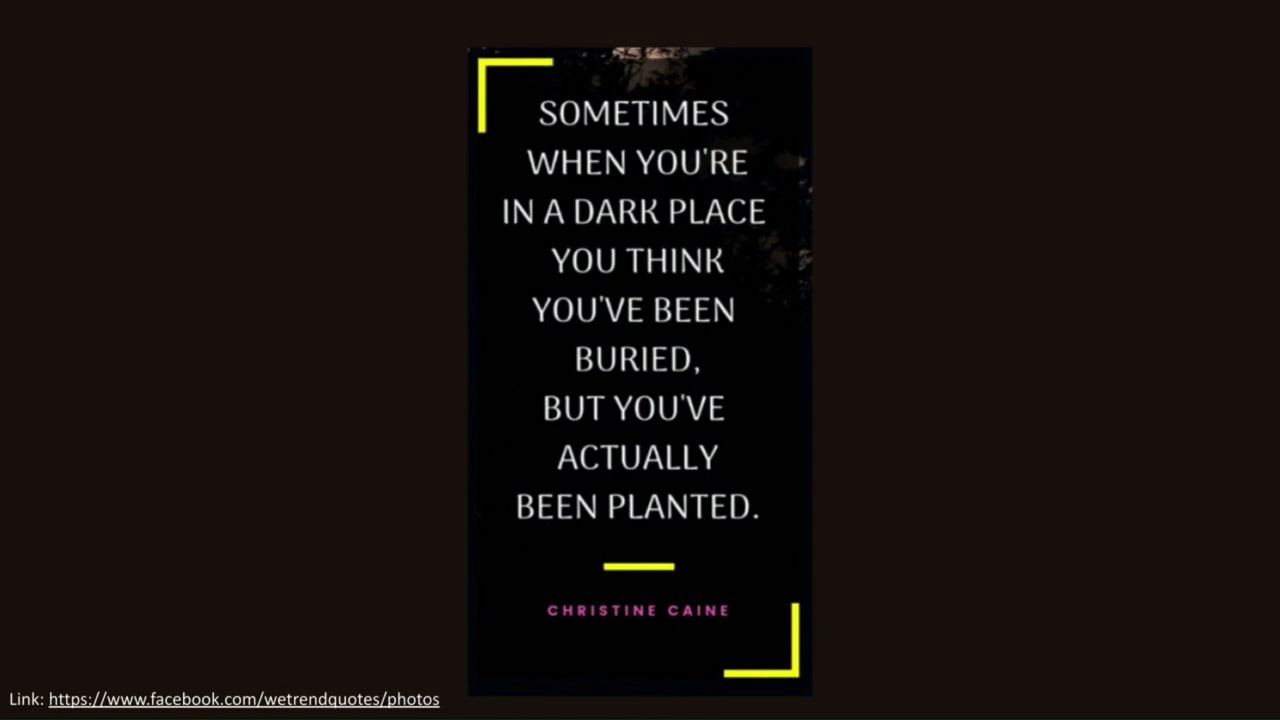 SOMETIMES
WHEN YOU'RE
IN A DARK PLACE
YOU THINK
YOU'VE BEEN
BURIED,
BUT YOU'VE
ACTUALLY
BEEN PLANTED.
CHRISTINE CAINE
Link: https://www.facebook.com/wetrendquotes/photos